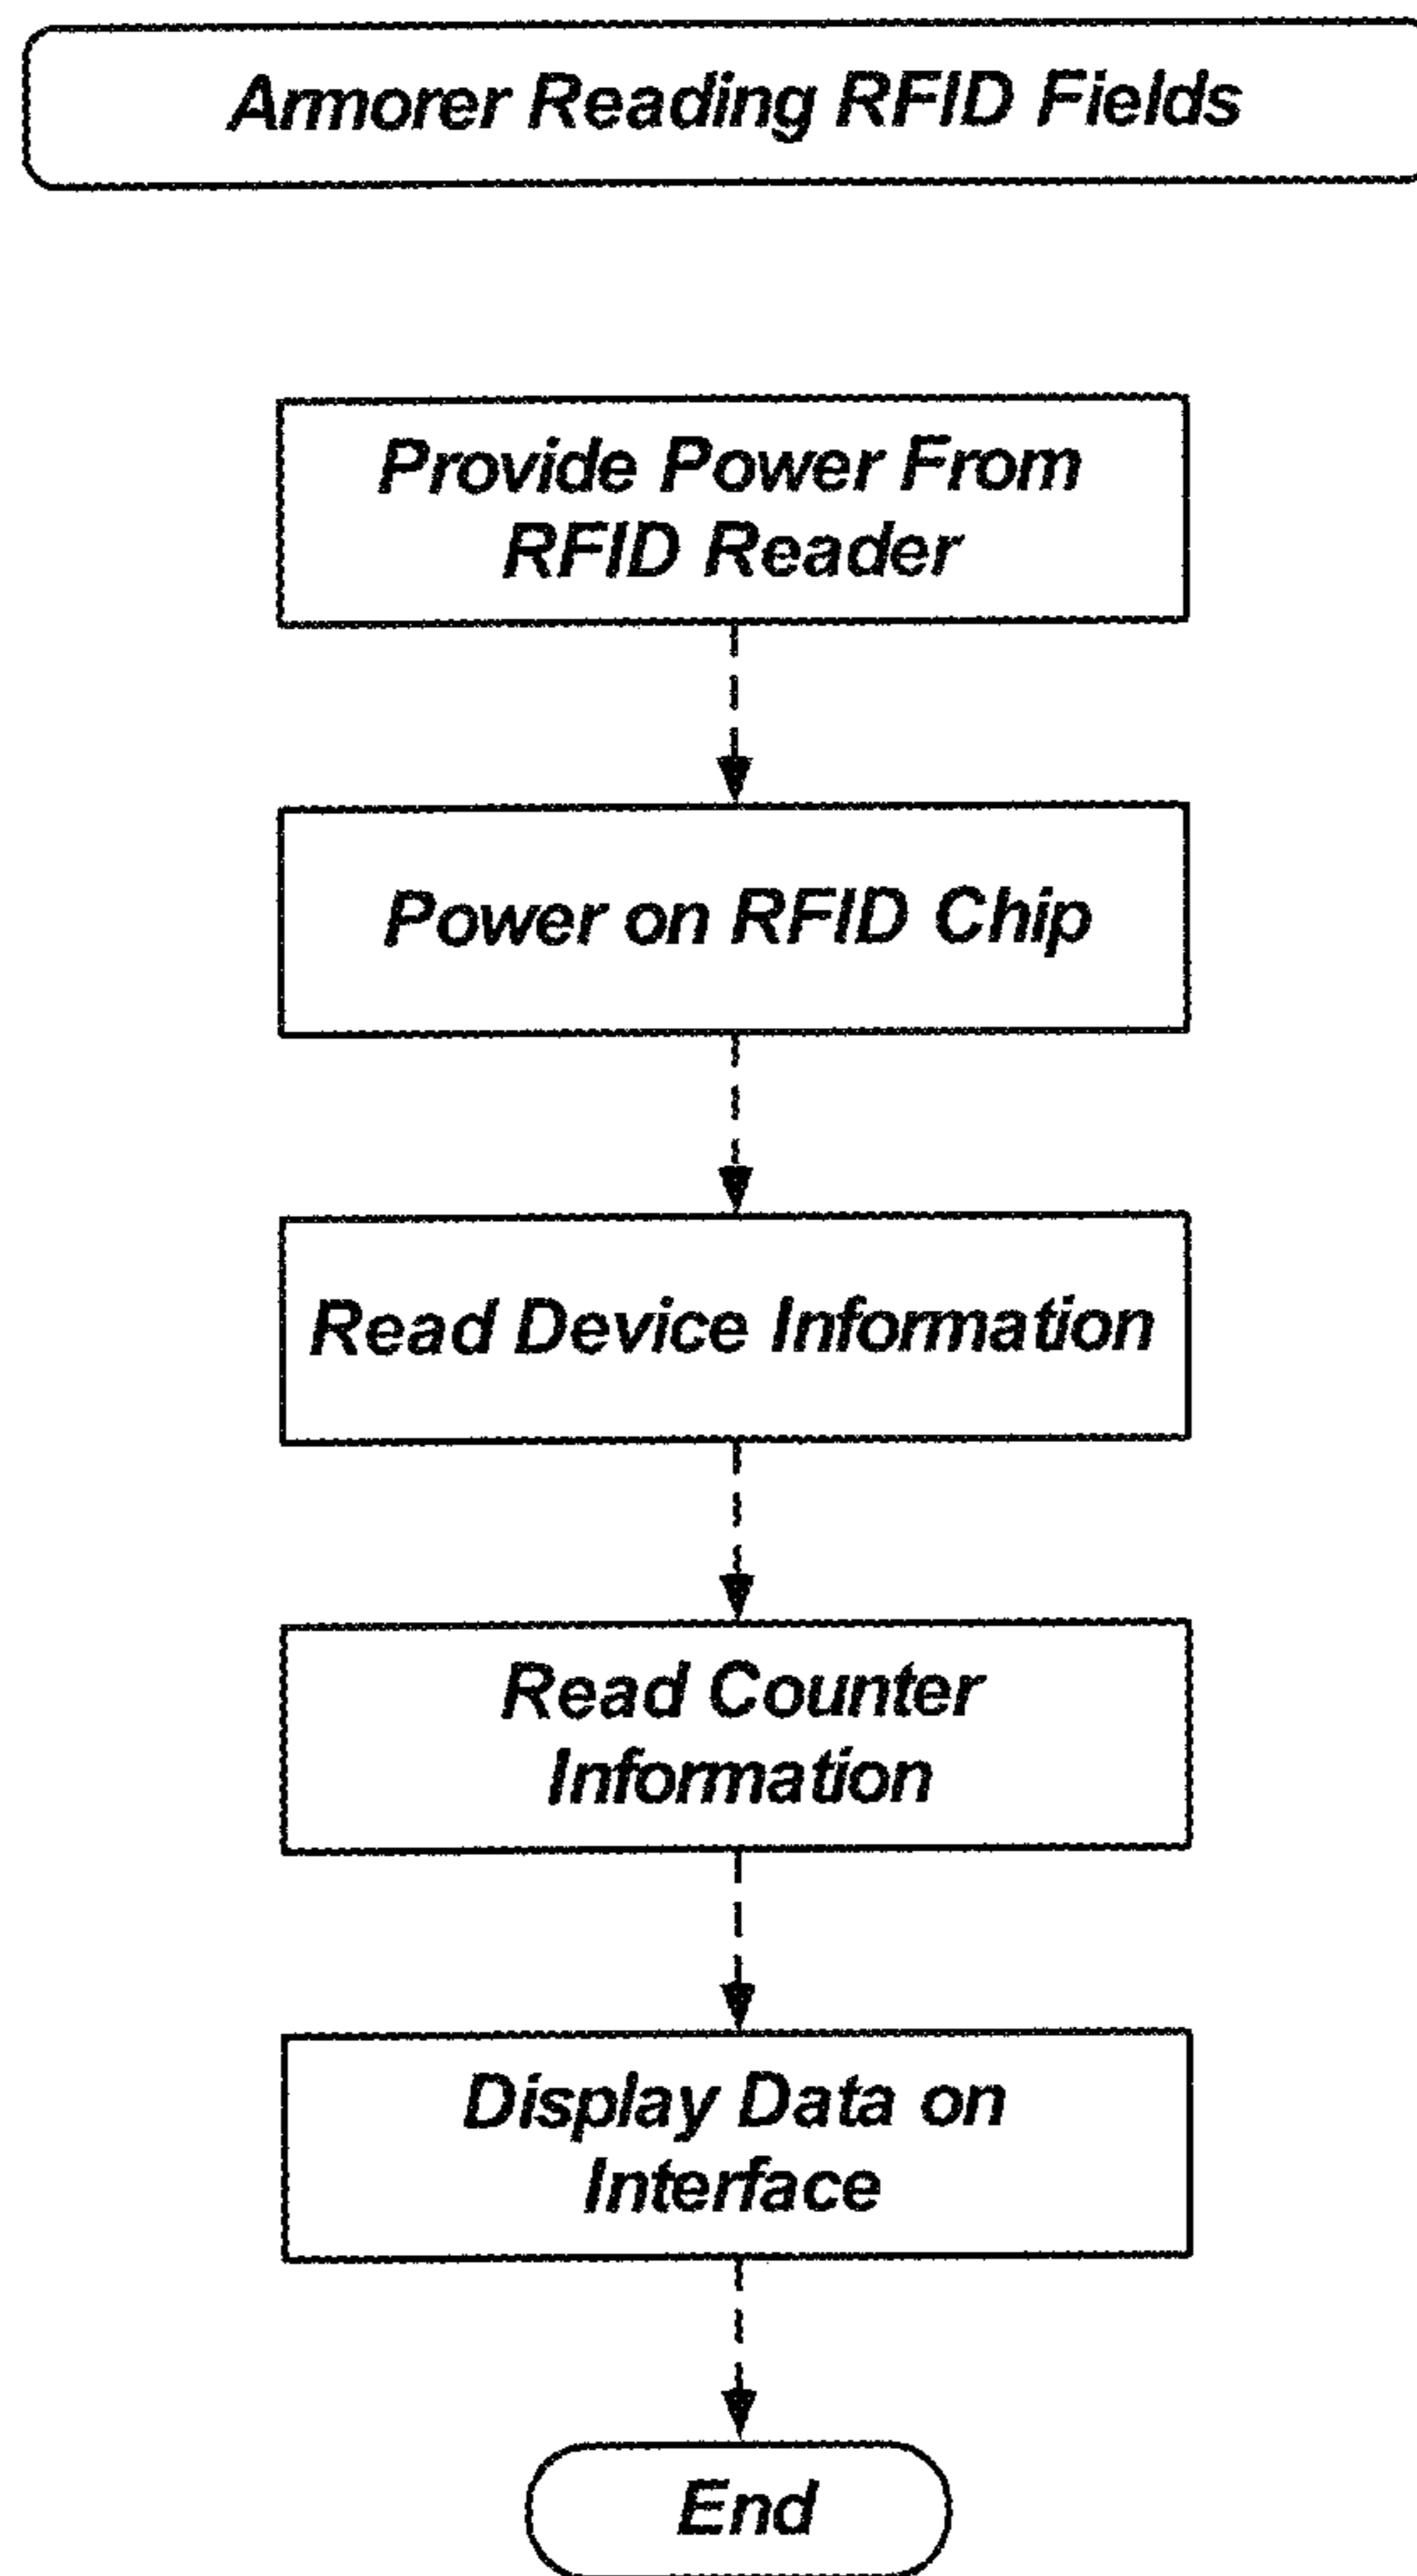 Armorer Reading RFID Fields
Provide Power From
RFID Reader
Power on RFID Chip
Read Device Information
Read Counter
Information
Display Data on
Interface
End